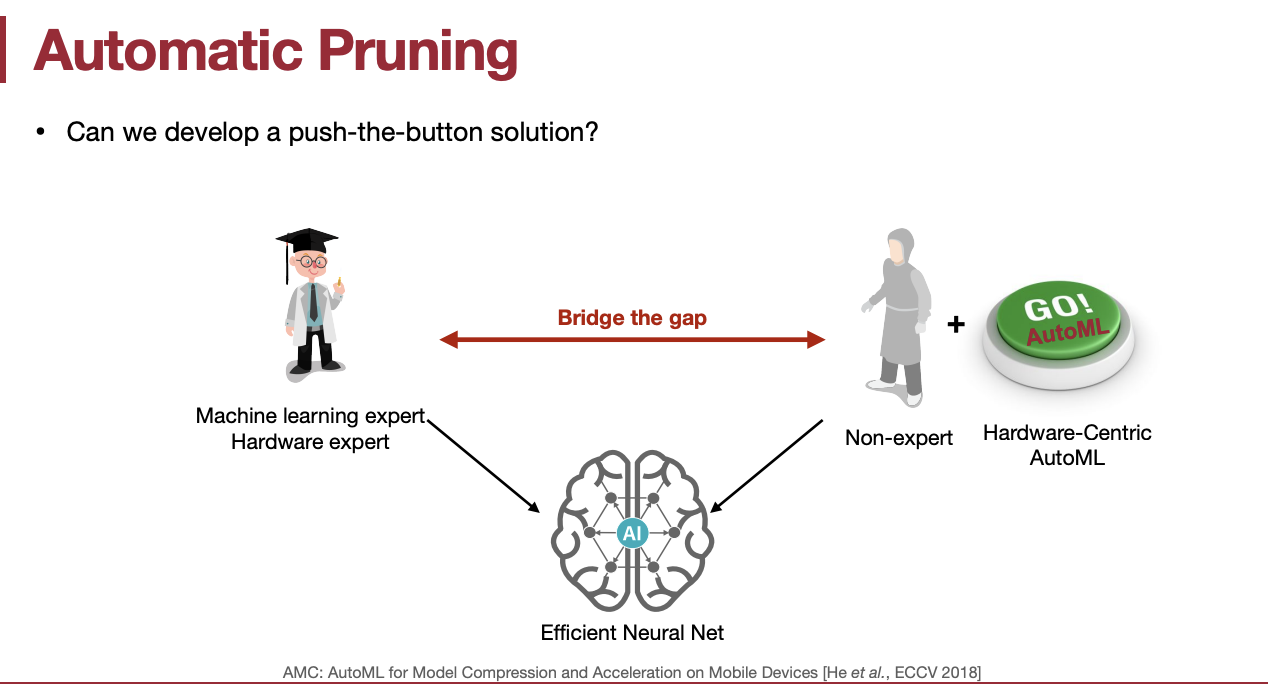 Automatic Pruning
• Can we develop a push-the-button solution?
Bridge the gap
+
GO!
AutoML
Machine learning expert
Hardware expert
Non-expert
Hardware-Centric
AutoML
AI
Efficient Neural Net
AMC: AutoML for Model Compression and Acceleration on Mobile Devices [He et al., ECCV 2018]